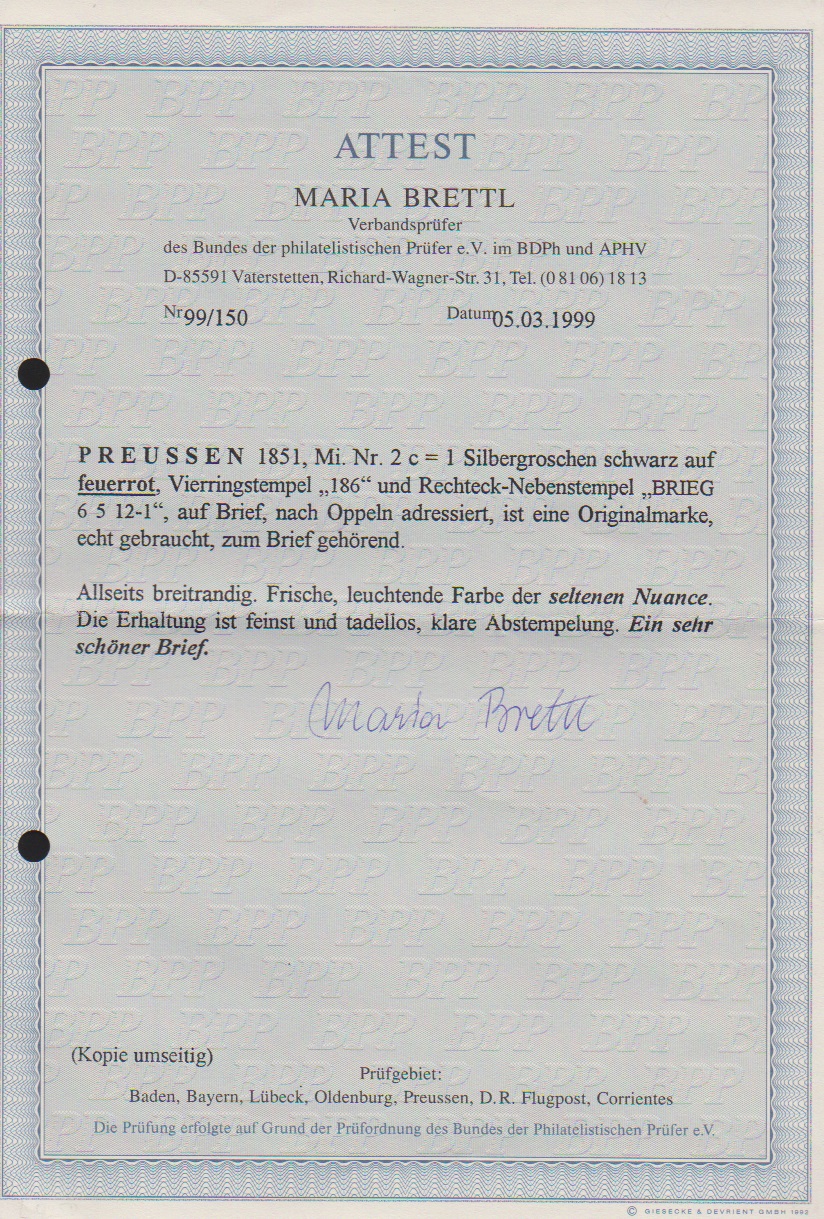 ATTEST
MARIA BRETTL
Verbandsprüfer
des Bundes der philatelistischen Prüfer e.V. im BDPh und APHV
D-85591 Vaterstetten, Richard-Wagner-Str. 31, Tel. (0 81 06) 18 13
Nr 99/150 Datum 05.03.1999
PREUSSEN 1851, Mi. Nr. 2 c = 1 Silbergroschen schwarz auf
feuerrot, Vierringstempel „186“ und Rechteck-Nebenstempel „BRIEG
6 5 12-1“, auf Brief, nach Oppeln adressiert, ist eine Originalmarke,
echt gebraucht, zum Brief gehörend.
Allseits breitrandig. Frische, leuchtende Farbe der seltenen Nuance.
Die Erhaltung ist feinst und tadellos, klare Abstempelung. Ein sehr
schöner Brief.
Maria Brettl
(Kopie umseitig)
Prüfgebiet:
Baden, Bayern, Lübeck, Oldenburg, Preussen, D.R. Flugpost, Corrientes
Die Prüfung erfolgte auf Grund der Prüfordnung des Bundes der Philatelistischen Prüfer e.V.
© GIESECKE & DEVRIENT GMBH 1992